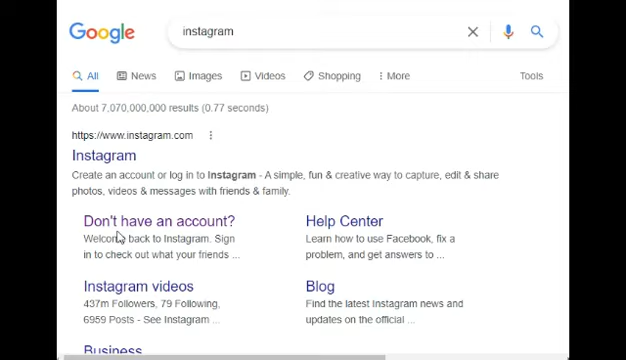 Google
instagram
All
News
Images
Videos
Shopping
More
Tools
About 7,070,000,000 results (0.77 seconds)
https://www.instagram.com
Instagram
Create an account or log in to Instagram - A simple, fun & creative way to capture, edit & share
photos, videos & messages with friends & family.
Don't have an account?
Welcome back to Instagram. Sign
in to check out what your friends ...
Help Center
Learn how to use Facebook, fix a
problem, and get answers to ...
Instagram videos
437m Followers, 79 Following,
6959 Posts - See Instagram ...
Blog
Find the latest Instagram news and
updates on the official ...
Business